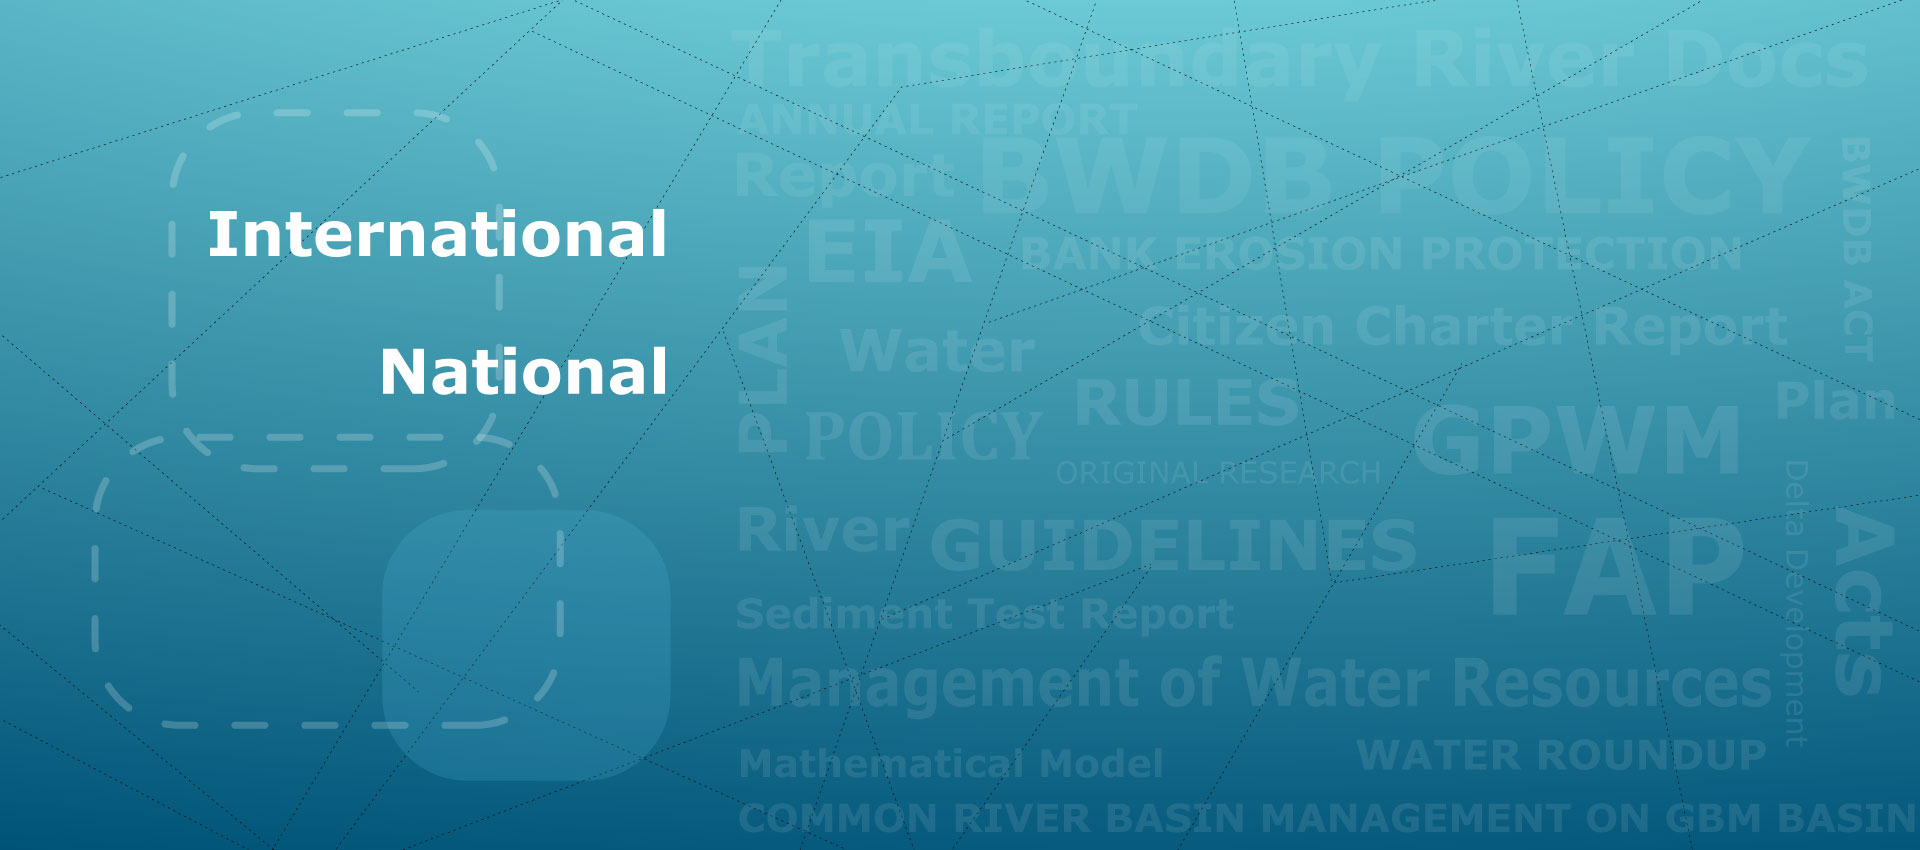 International
National
Transboundary River Docs
ANNUAL REPORT
Report
BWDB POLICY
BWDB ACT
EIA
BANK EROSION PROTECTION
PLAN
Water
Citizen Charter Report
POLICY
RULES
GPWM
Plan
ORIGINAL RESEARCH
River
GUIDELINES
FAP
Delta Development
Acts
Sediment Test Report
Management of Water Resources
Mathematical Model
WATER ROUNDUP
COMMON RIVER BASIN MANAGEMENT ON GBM BASIN